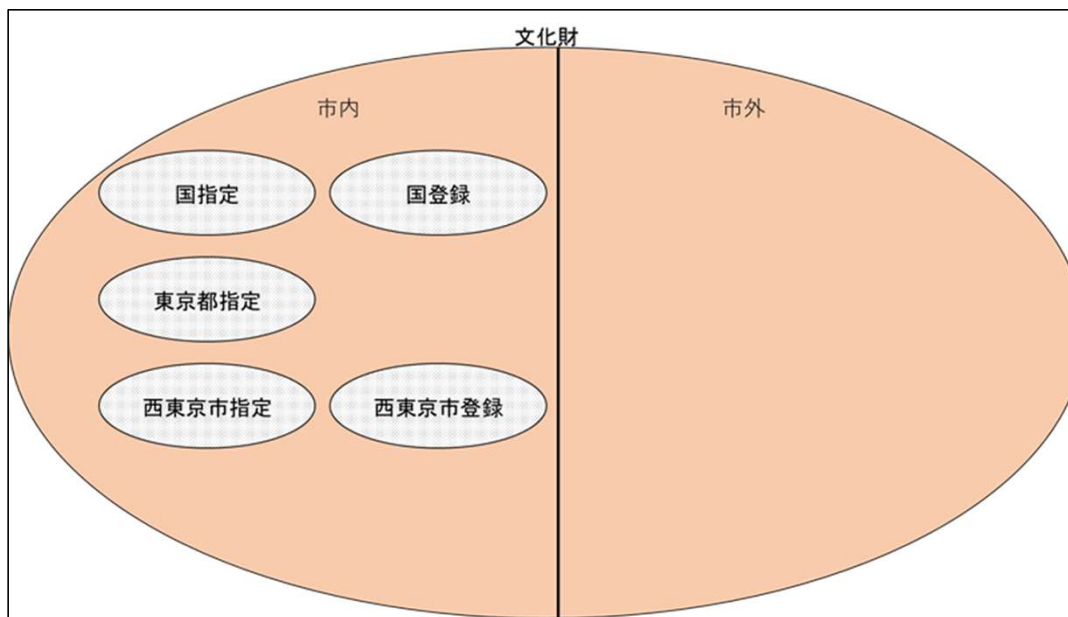 文化財
市内
市外
国指定
国登録
東京都指定
西東京市指定
西東京市登録